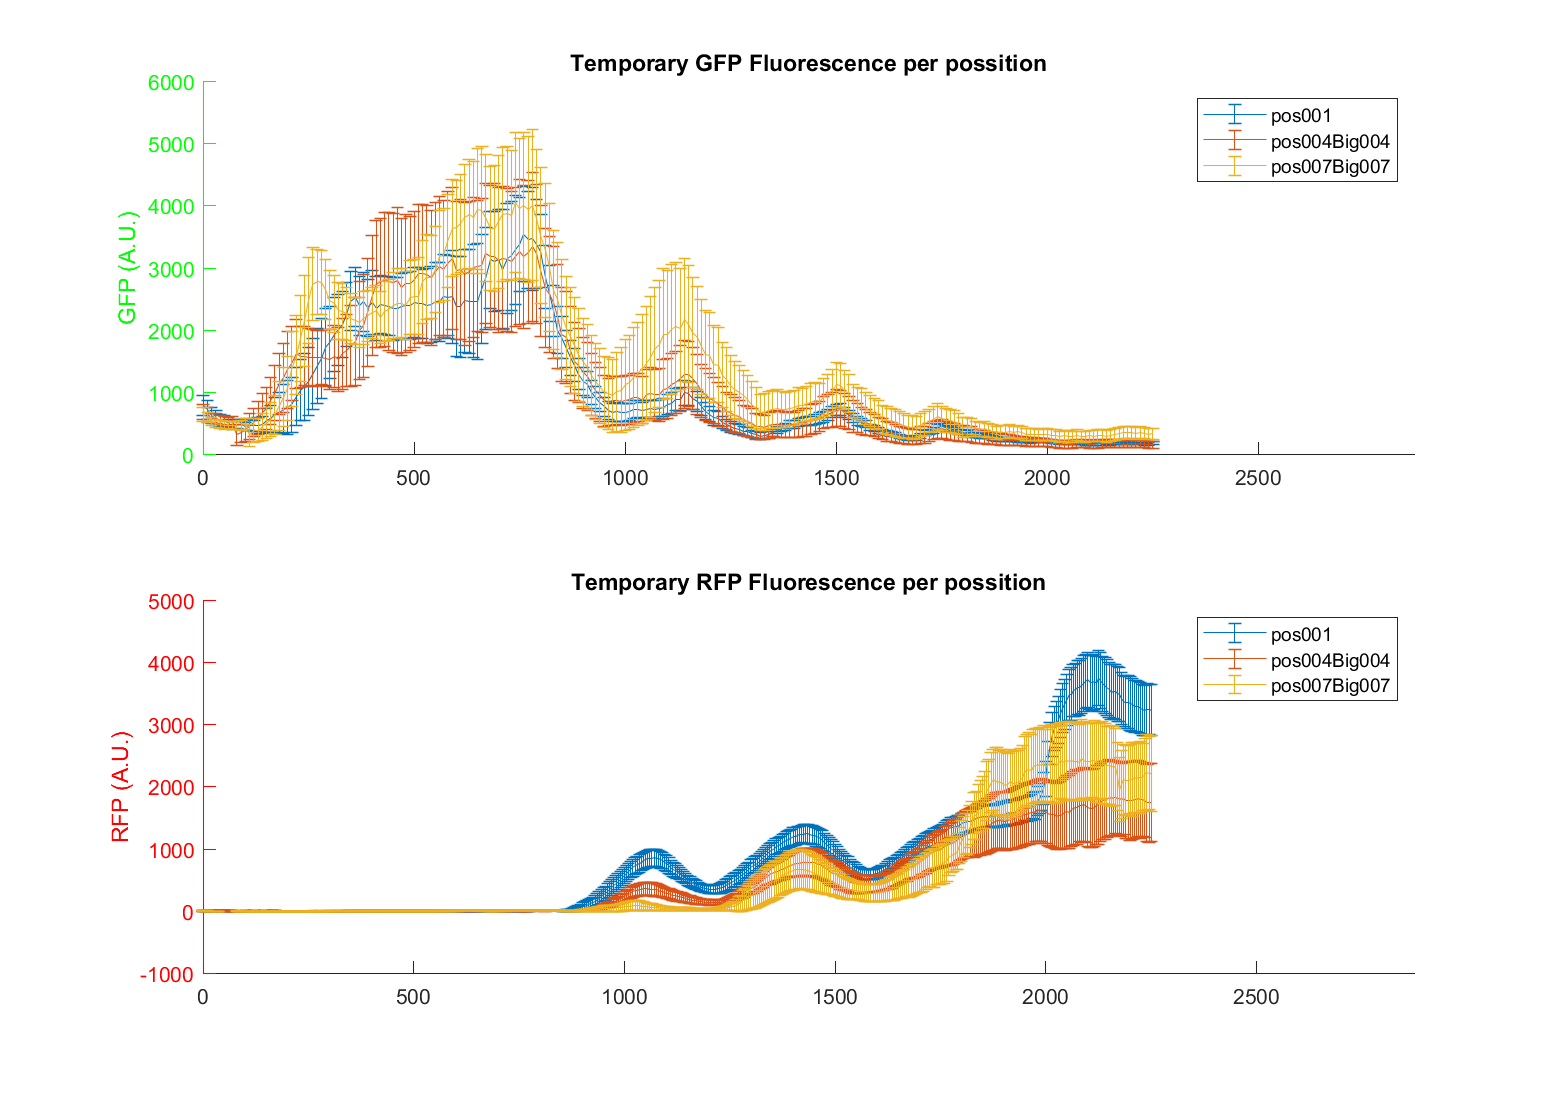 Temporary GFP Fluorescence per possition
6000
5000
4000
3000
2000
1000
0
GFP (A.U.)
0 500 1000 1500 2000 2500
pos001
pos004Big004
pos007Big007
Temporary RFP Fluorescence per possition
5000
4000
3000
2000
1000
0
-1000
RFP (A.U.)
0 500 1000 1500 2000 2500
pos001
pos004Big004
pos007Big007